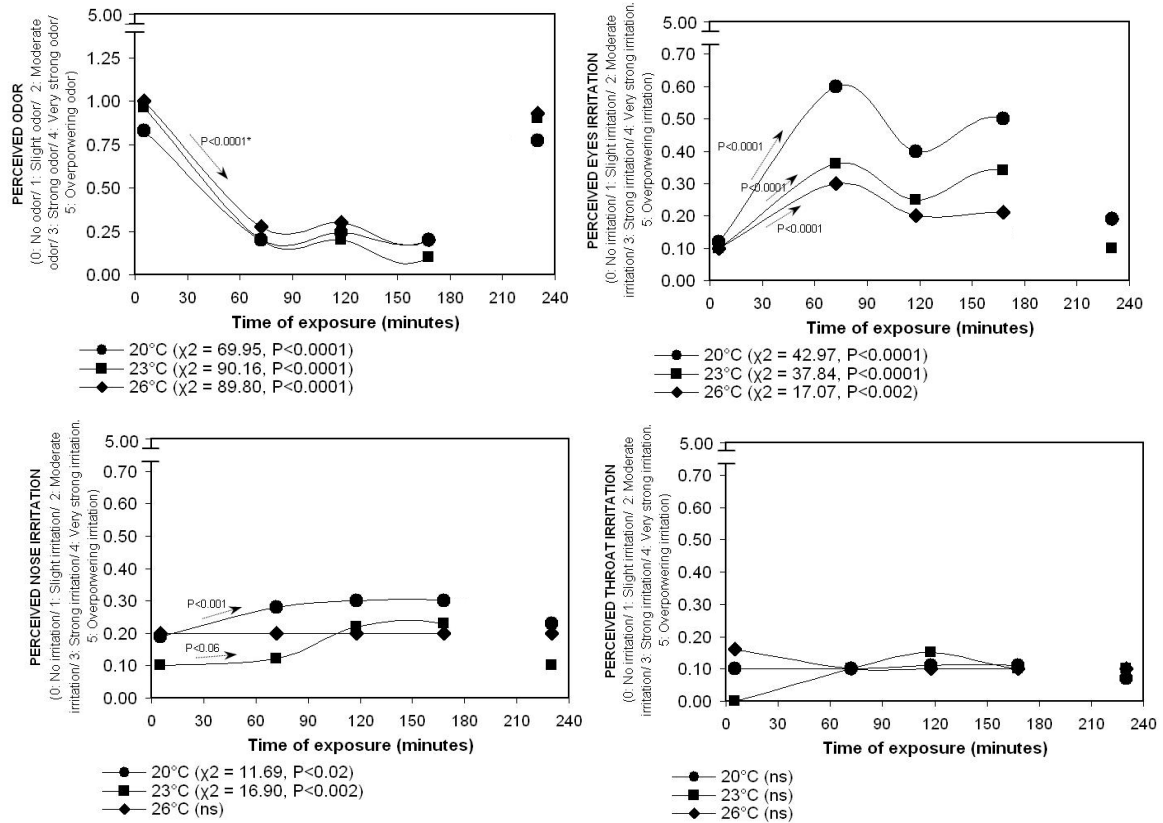 PERCEIVED ODOR
(0: No odor/ 1: Slight odor/ 2: Moderate
odor/ 3: Strong odor/ 4: Very strong odor/
5: Overporwering odor)
5.00
1.00
0.75
0.50
0.25
0.00
P<0.0001*
0 30 60 90 120 150 180 210 240
Time of exposure (minutes)
20°C (χ2 = 69.95, P<0.0001)
23°C (χ2 = 90.16, P<0.0001)
26°C (χ2 = 89.80, P<0.0001)
PERCEIVED EYES IRRITATION
(0: No irritation/ 1: Slight irritation/ 2: Moderate
irritation/ 3: Strong irritation/ 4: Very strong irritation.
5: Overporwering irritation)
5.00
0.70
0.60
0.50
0.40
0.30
0.20
0.10
0.00
P<0.0001
P<0.0001
P<0.0001
0 30 60 90 120 150 180 210 240
Time of exposure (minutes)
20°C (χ2 = 42.97, P<0.0001)
23°C (χ2 = 37.84, P<0.0001)
26°C (χ2 = 17.07, P<0.002)
PERCEIVED NOSE IRRITATION
(0: No irritation/ 1: Slight irritation/ 2: Moderate
irritation/ 3: Strong irritation/ 4: Very strong irritation.
5: Overporwering irritation)
5.00
0.70
0.60
0.50
0.40
0.30
0.20
0.10
0.00
P<0.001
P<0.06
0 30 60 90 120 150 180 210 240
Time of exposure (minutes)
20°C (χ2 = 11.69, P<0.02)
23°C (χ2 = 16.90, P<0.002)
26°C (ns)
PERCEIVED THROAT IRRITATION
(0: No irritation/ 1: Slight irritation/ 2: Moderate
irritation/ 3: Strong irritation/ 4: Very strong irritation.
5: Overporwering irritation)
5.00
0.70
0.60
0.50
0.40
0.30
0.20
0.10
0.00
0 30 60 90 120 150 180 210 240
Time of exposure (minutes)
20°C (ns)
23°C (ns)
26°C (ns)